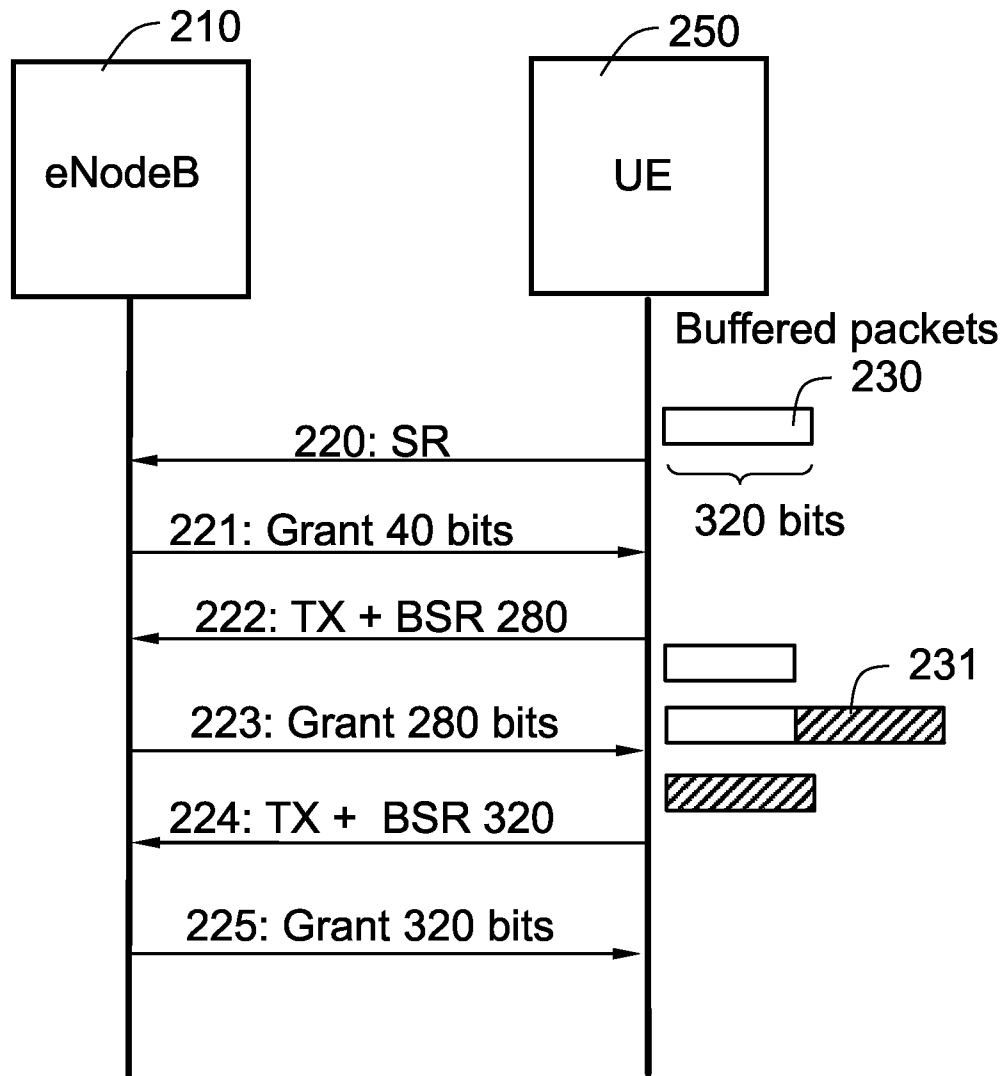 210
250
eNodeB
UE
Buffered packets
230
220: SR
320 bits
221: Grant 40 bits
222: TX + BSR 280
231
223: Grant 280 bits
224: TX + BSR 320
225: Grant 320 bits